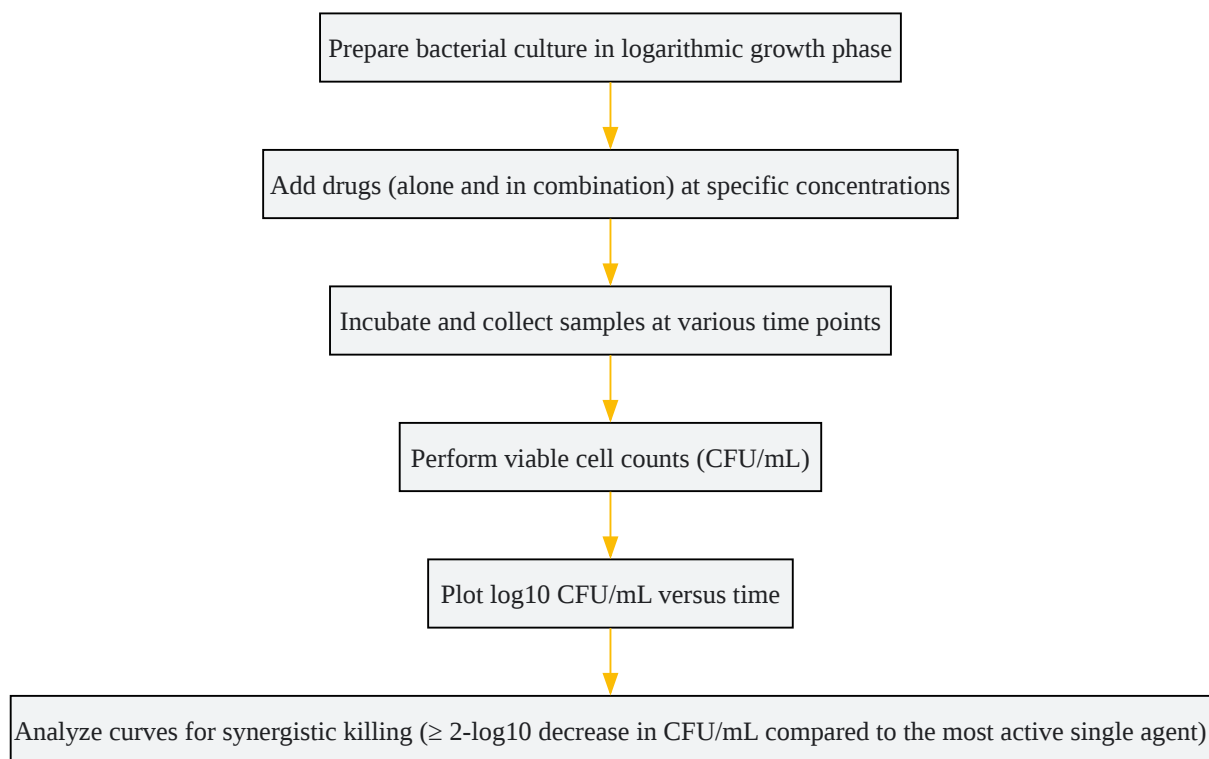 Prepare bacterial culture in logarithmic growth phase
Add drugs (alone and in combination) at specific concentrations
Incubate and collect samples at various time points
Perform viable cell counts (CFU/mL)
Plot log10 CFU/mL versus time
Analyze curves for synergistic killing (≥ 2-log10 decrease in CFU/mL compared to the most active single agent)